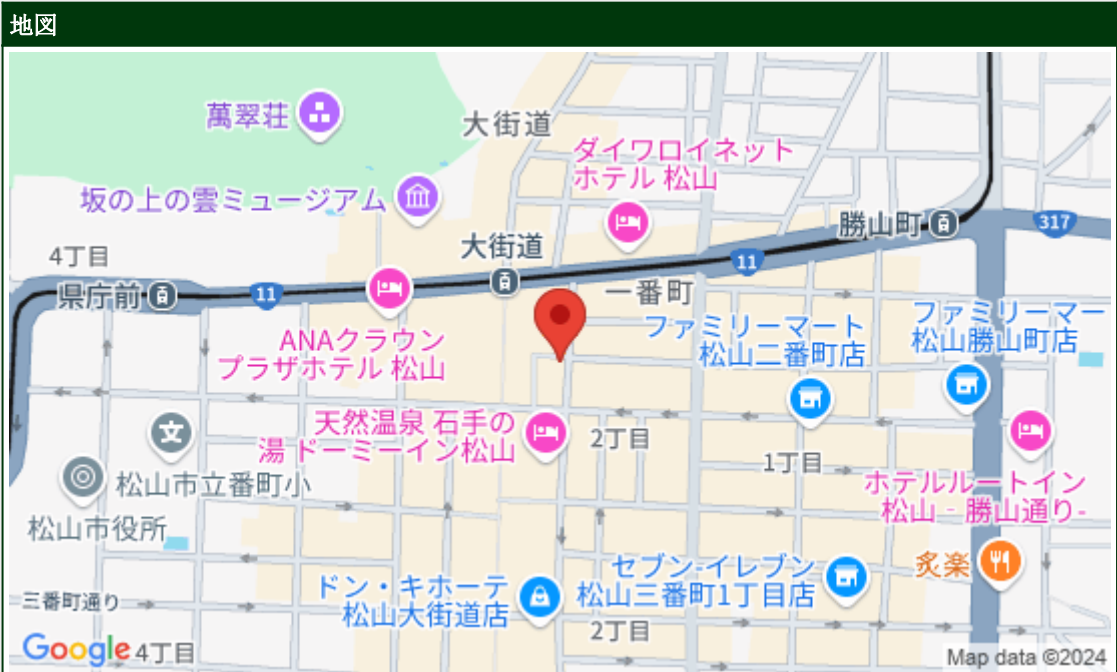 地図
萬翠荘
大街道
ダイワロイネット
ホテル 松山
坂の上の雲ミュージアム
勝山町
317
大街道
4丁目
11
県庁前
11
一番町
ANAクラウン
プラザホテル 松山
ファミリーマート
松山二番町店
ファミリーマー
松山勝山町店
天然温泉 石手の
湯 ドーミーイン松山
2丁目
1丁目
松山市立番町小
ホテルルートイン
松山‐勝山通り-
松山市役所
炙楽
セブン-イレブン
松山三番町1丁目店
ドン・キホーテ
松山大街道店
三番町通り
2丁目
Google
4丁目
Map data ©2024